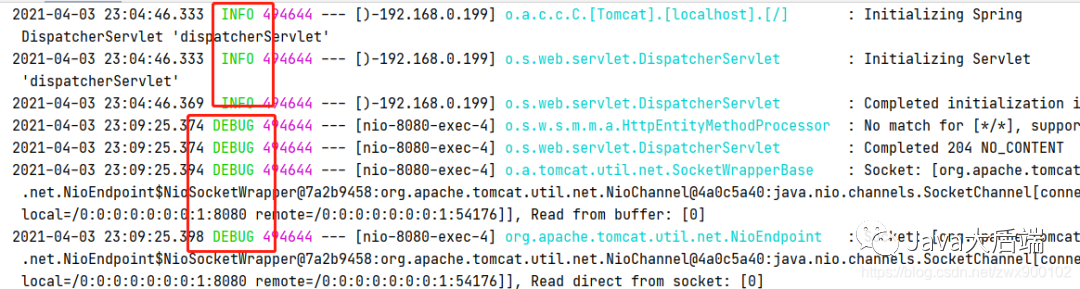 2021-04-03 23:04:46.333  INFO 494644 --- [)-192.168.0.199] o.a.c.c.C.[Tomcat].[localhost].[/]       : Initializing Spring
DispatcherServlet 'dispatcherServlet'
2021-04-03 23:04:46.333  INFO 494644 --- [)-192.168.0.199] o.s.web.servlet.DispatcherServlet        : Initializing Servlet
'dispatcherServlet'
2021-04-03 23:04:46.369  INFO 494644 --- [)-192.168.0.199] o.s.web.servlet.DispatcherServlet        : Completed initialization i
2021-04-03 23:09:25.374 DEBUG 494644 --- [nio-8080-exec-4] o.s.w.s.m.m.a.HttpEntityMethodProcessor  : No match for [*/*], suppor
2021-04-03 23:09:25.374 DEBUG 494644 --- [nio-8080-exec-4] o.s.web.servlet.DispatcherServlet        : Completed 204 NO_CONTENT
2021-04-03 23:09:25.394 DEBUG 494644 --- [nio-8080-exec-4] o.a.tomcat.util.net.SocketWrapperBase    : Socket: [org.apache.tomcat
.net.NioEndpoint$NioSocketWrapper@7a2b9458:org.apache.tomcat.util.net.NioChannel@4a0c5a40:java.nio.channels.SocketChannel[connec
local=/0:0:0:0:0:0:0:1:8080 remote=/0:0:0:0:0:0:0:1:54176]], Read from buffer: [0]
2021-04-03 23:09:25.398 DEBUG 494644 --- [nio-8080-exec-4] org.apache.tomcat.util.net.NioEndpoint   : Socket: [org.apache.tomcat
.net.NioEndpoint$NioSocketWrapper@7a2b9458:org.apache.tomcat.util.net.NioChannel@4a0c5a40:java.nio.channels.SocketChannel[connec
local=/0:0:0:0:0:0:0:1:8080 remote=/0:0:0:0:0:0:0:1:54176]], Read direct from socket: [0]
Java大后端
https://blog.csdn.net/zwx900102